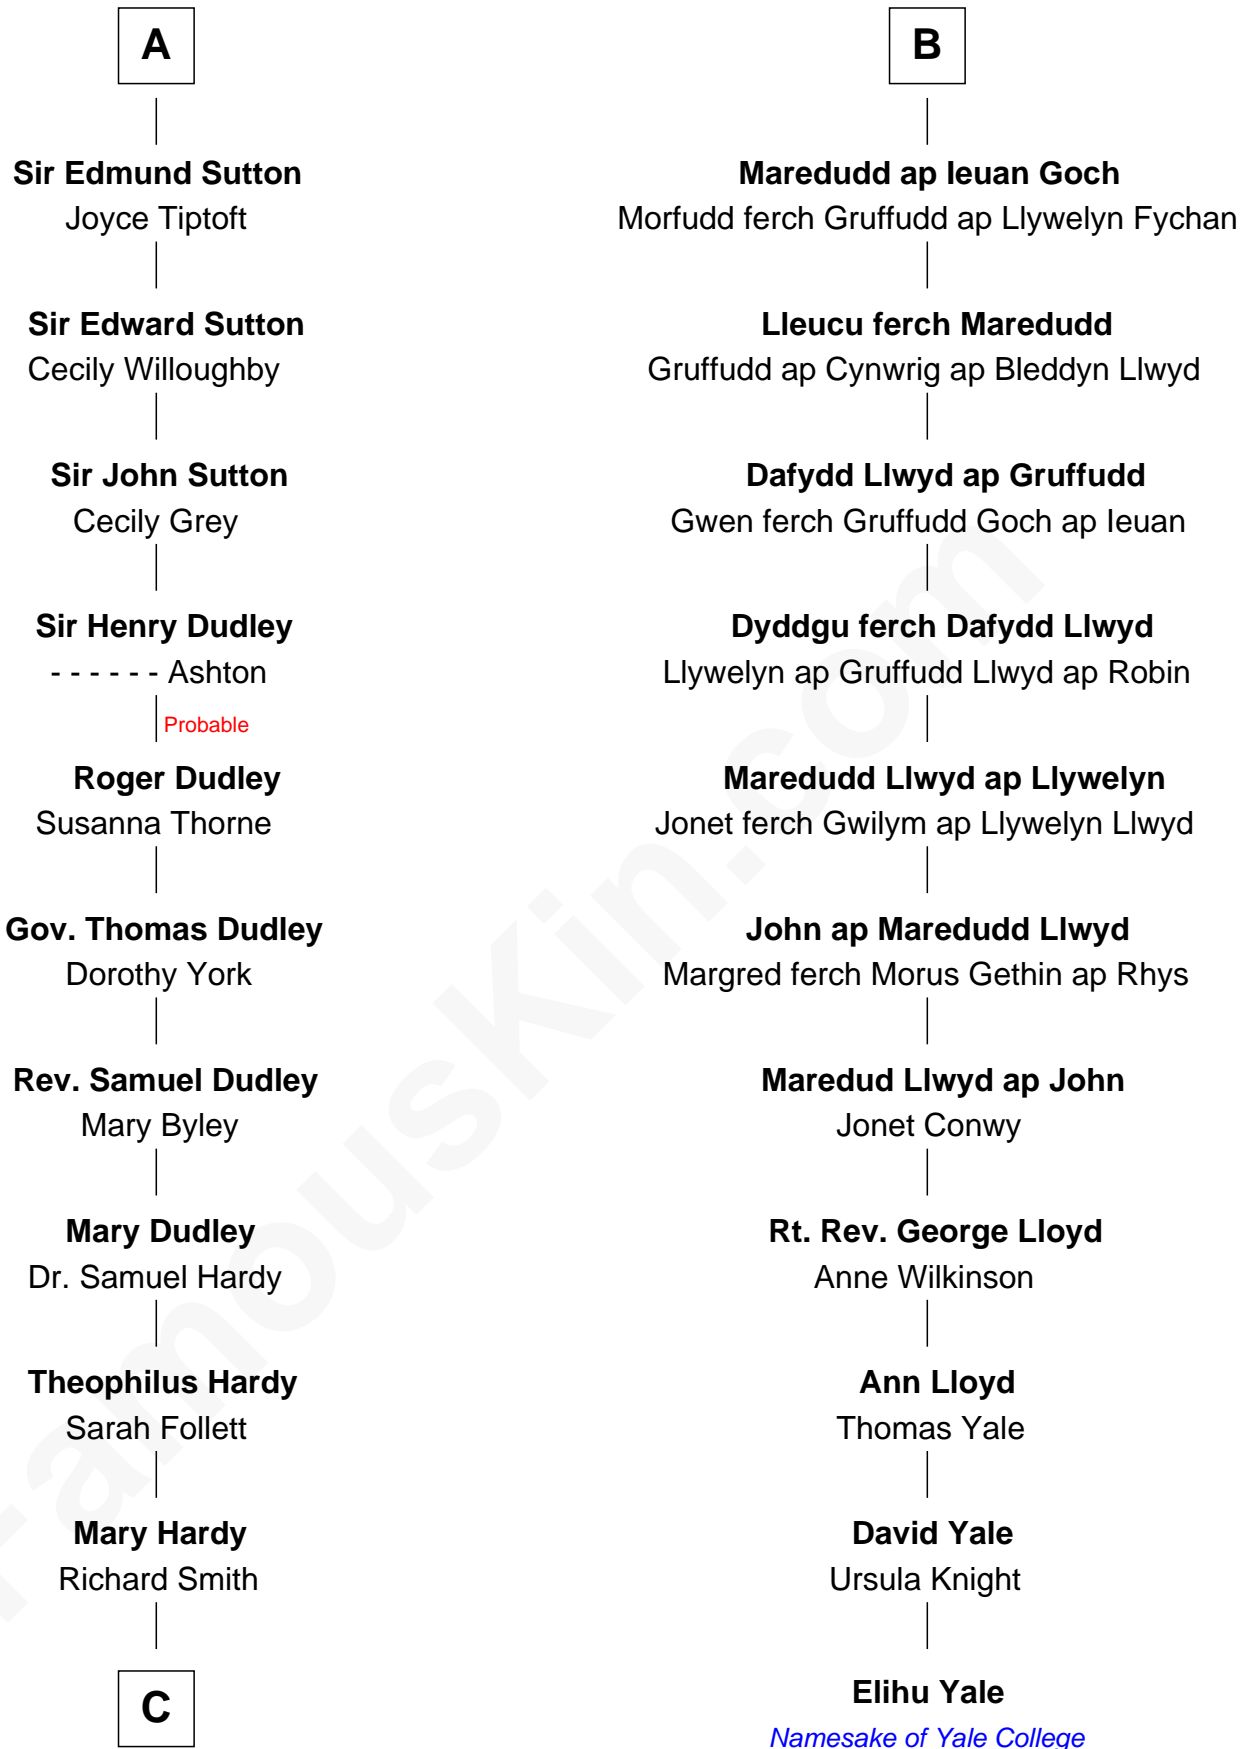 A
Sir Edmund Sutton
Joyce Tiptoft
Sir Edward Sutton
Cecily Willoughby
Sir John Sutton
Cecily Grey
Sir Henry Dudley
- - - - - - Ashton
Probable
Roger Dudley
Susanna Thorne
Gov. Thomas Dudley
Dorothy York
Rev. Samuel Dudley
Mary Byley
Mary Dudley
Dr. Samuel Hardy
Theophilus Hardy
Sarah Follett
Mary Hardy
Richard Smith
C
B
Maredudd ap Ieuan Goch
Morfudd ferch Gruffudd ap Llywelyn Fychan
Lleucu ferch Maredudd
Gruffudd ap Cynwrig ap Bleddyn Llwyd
Dafydd Llwyd ap Gruffudd
Gwen ferch Gruffudd Goch ap Ieuan
Dyddgu ferch Dafydd Llwyd
Llywelyn ap Gruffudd Llwyd ap Robin
Maredudd Llwyd ap Llywelyn
Jonet ferch Gwilym ap Llywelyn Llwyd
John ap Maredudd Llwyd
Margred ferch Morus Gethin ap Rhys
Maredud Llwyd ap John
Jonet Conwy
Rt. Rev. George Lloyd
Anne Wilkinson
Ann Lloyd
Thomas Yale
David Yale
Ursula Knight
Elihu Yale
Namesake of Yale College
FamousKin.com